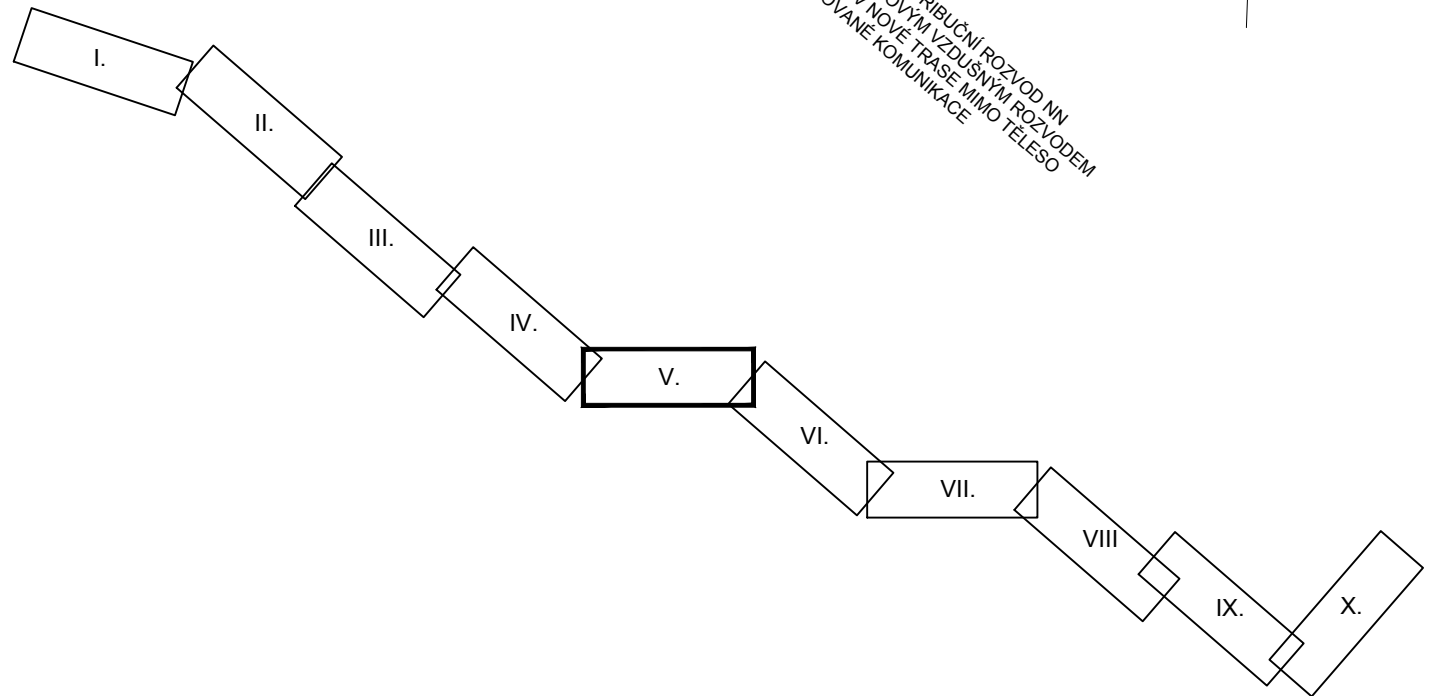 RIBUČNÍ ROZVOD NN
OVÝM VZDUŠNÝM ROZVODEM
V NOVÉ TRASE MIMO TĚLESO
OVANÉ KOMUNIKACE
I.
II.
III.
IV.
V.
VI.
VII.
VIII
IX.
X.